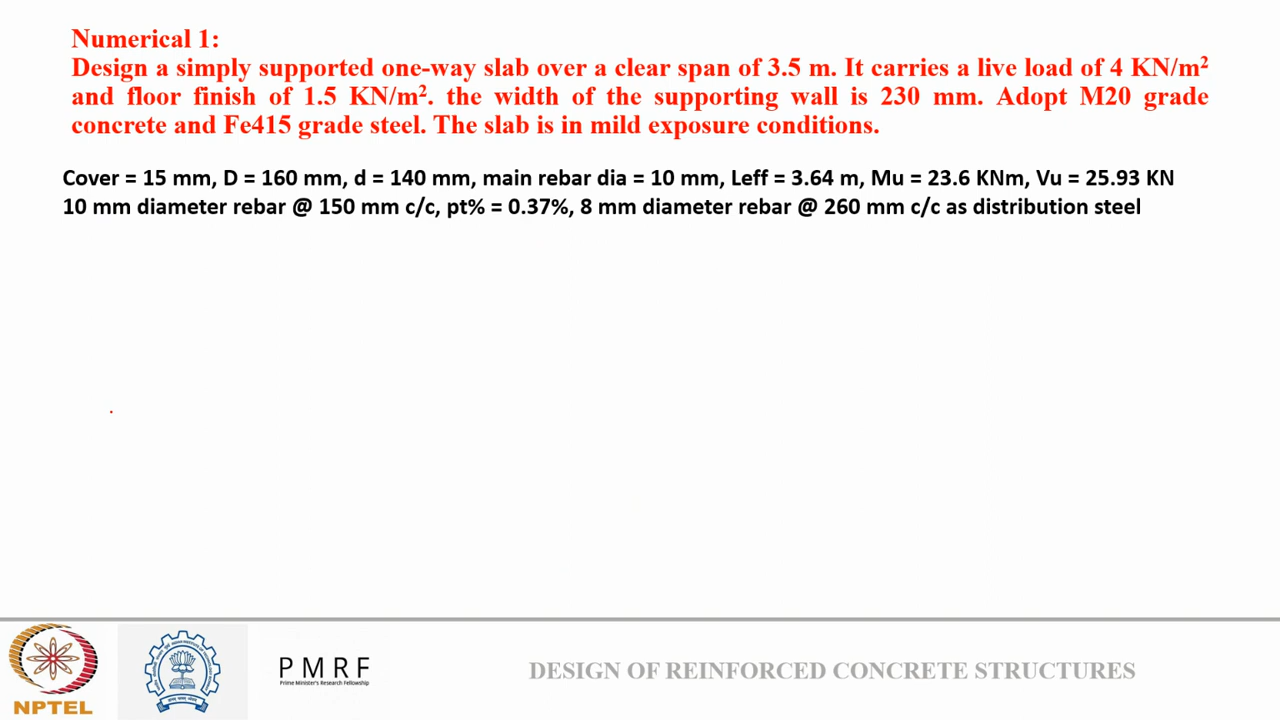 Numerical 1:
Design a simply supported one-way slab over a clear span of 3.5 m. It carries a live load of 4 KN/m²
and floor finish of 1.5 KN/m². the width of the supporting wall is 230 mm. Adopt M20 grade
concrete and Fe415 grade steel. The slab is in mild exposure conditions.
Cover = 15 mm, D = 160 mm, d = 140 mm, main rebar dia = 10 mm, Leff = 3.64 m, Mu = 23.6 KNm, Vu = 25.93 KN
10 mm diameter rebar @ 150 mm c/c, pt% = 0.37%, 8 mm diameter rebar @ 260 mm c/c as distribution steel
NPTEL
PMRF
Prime Minister's Research Fellowship
DESIGN OF REINFORCED CONCRETE STRUCTURES